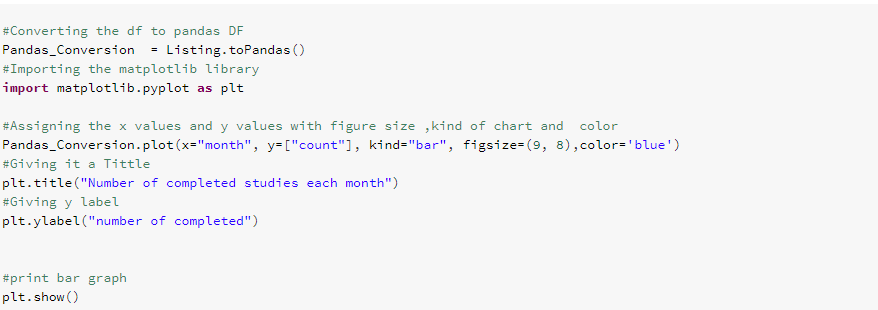 #Converting the df to pandas DF
Pandas_Conversion  = Listing.toPandas()
#Importing the matplotlib library
import matplotlib.pyplot as plt
#Assigning the x values and y values with figure size ,kind of chart and  color
Pandas_Conversion.plot(x="month", y=["count"], kind="bar", figsize=(9, 8),color='blue')
#Giving it a Tittle
plt.title("Number of completed studies each month")
#Giving y label
plt.ylabel("number of completed")
#print bar graph
plt.show()